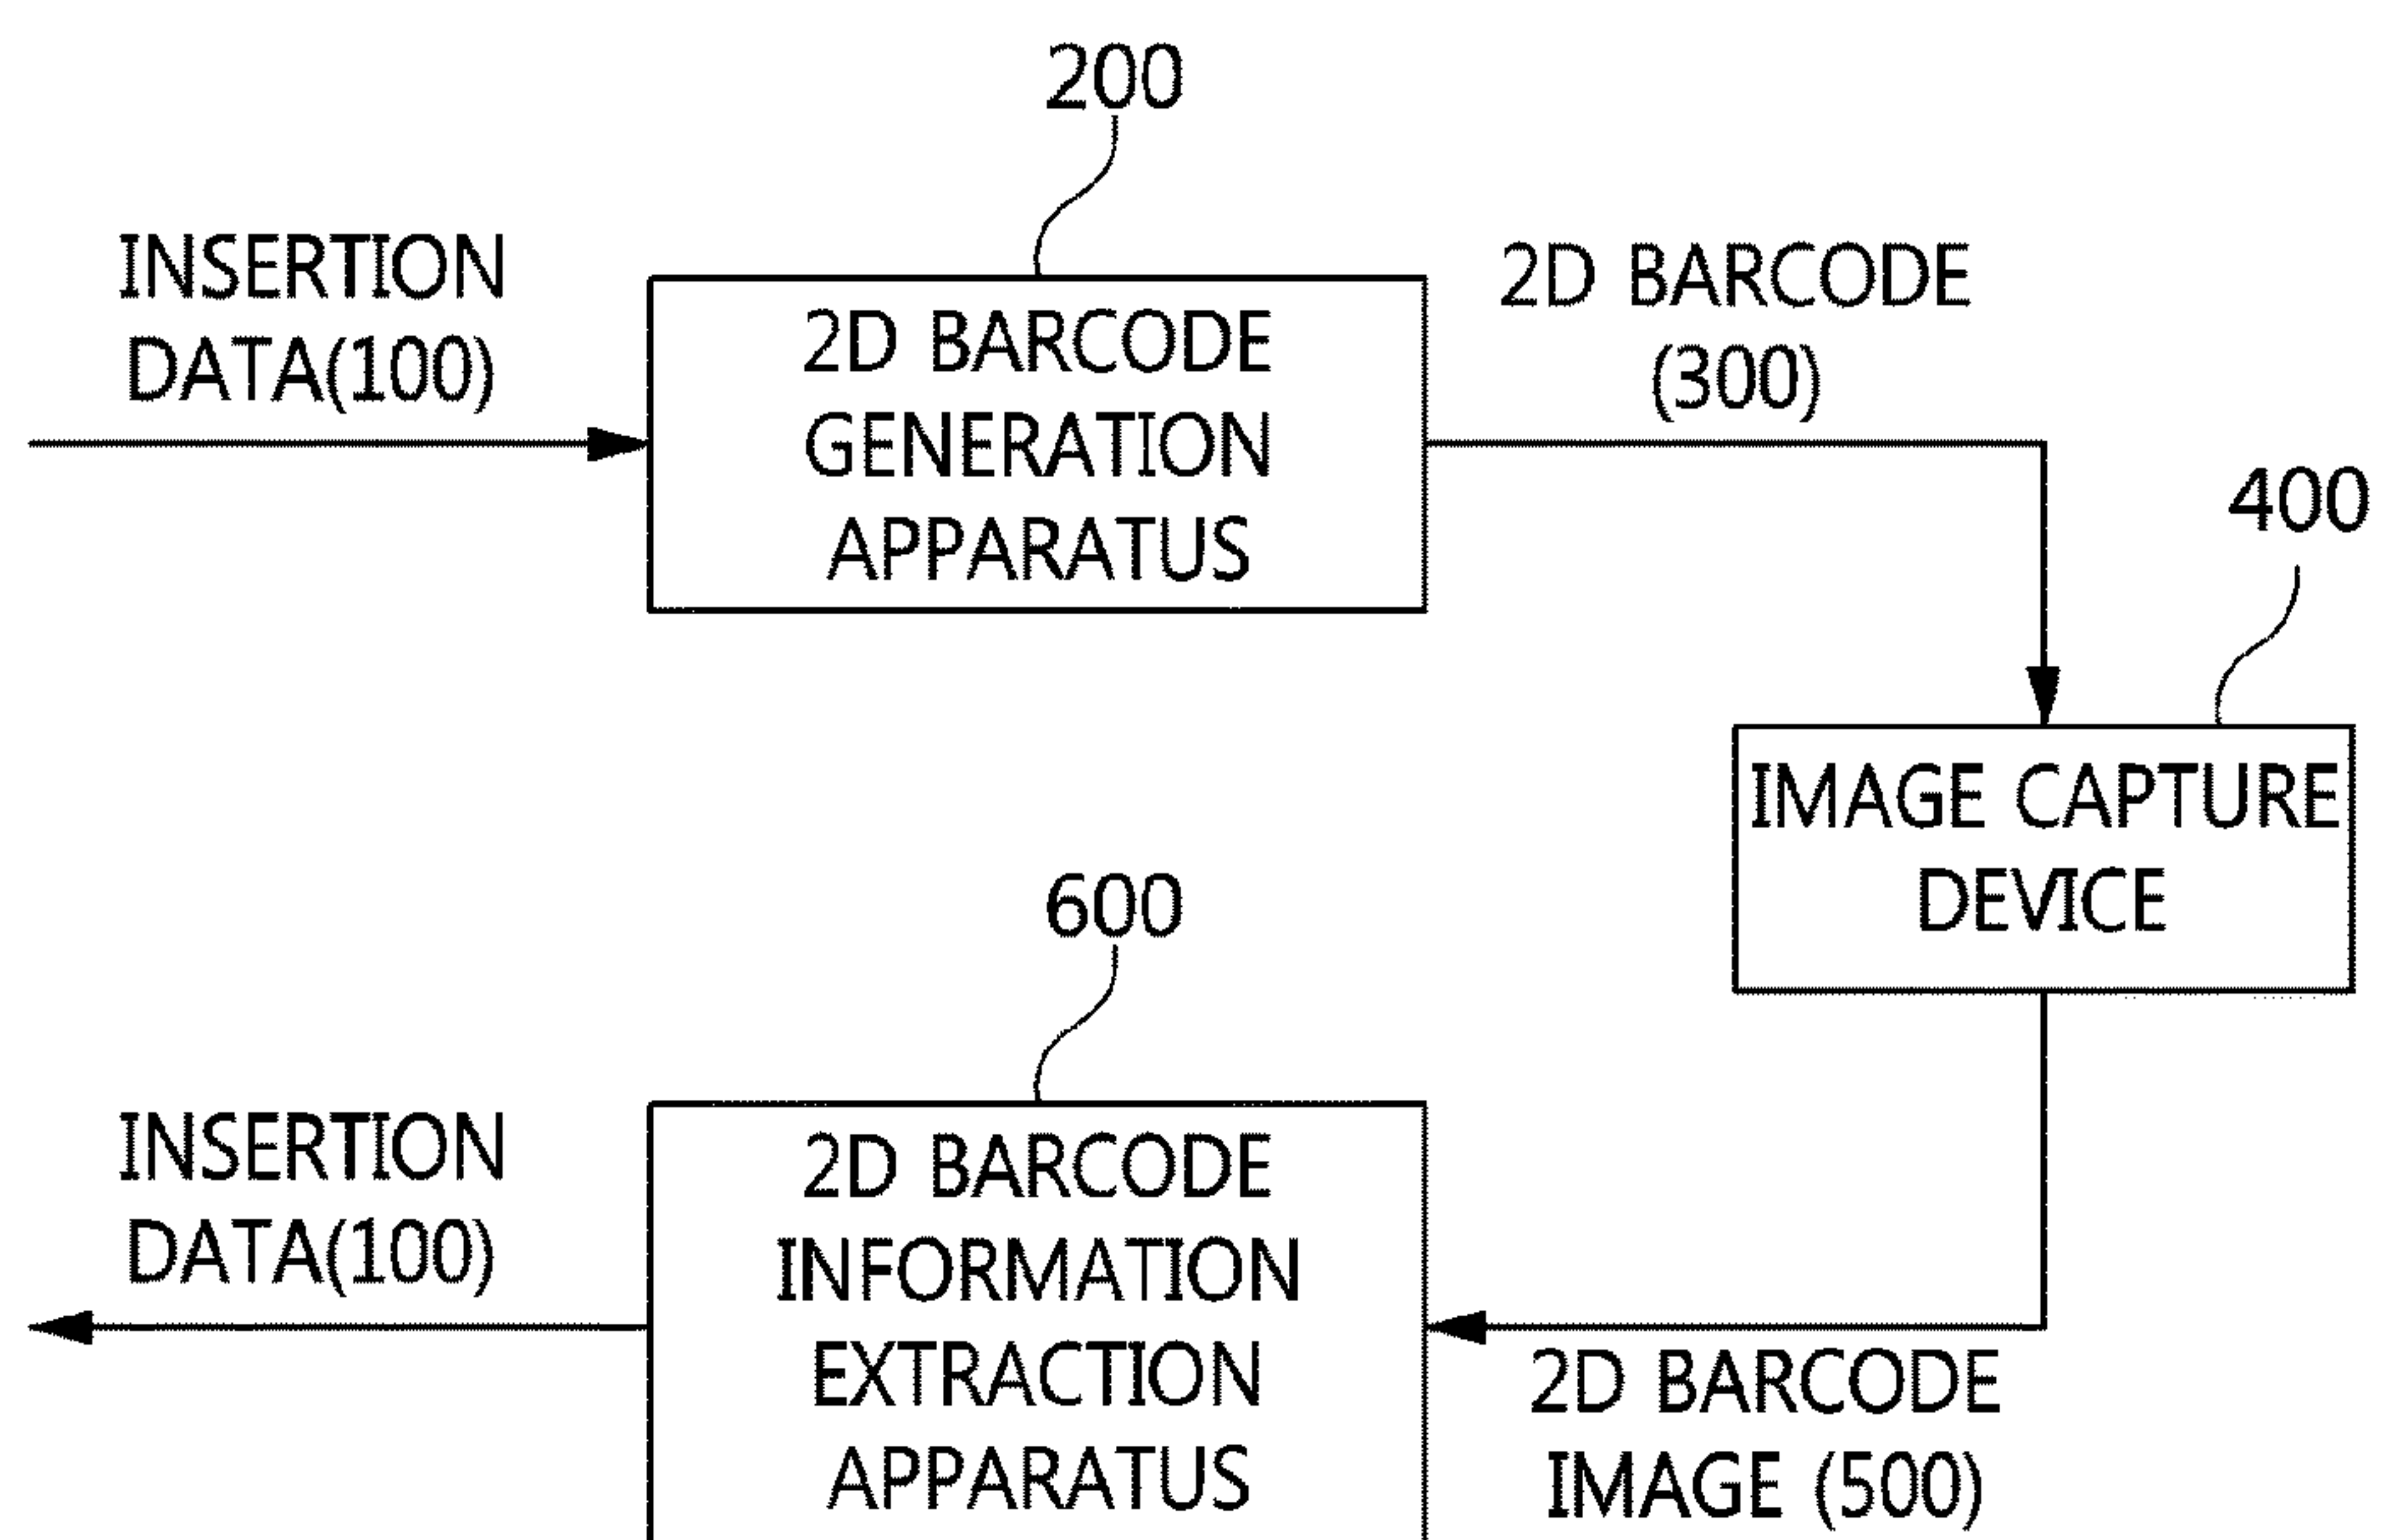 200
INSERTION
DATA(100)
2D BARCODE
GENERATION
APPARATUS
2D BARCODE
(300)
400
IMAGE CAPTURE
DEVICE
600
INSERTION
DATA(100)
2D BARCODE
INFORMATION
EXTRACTION
APPARATUS
2D BARCODE
IMAGE (500)